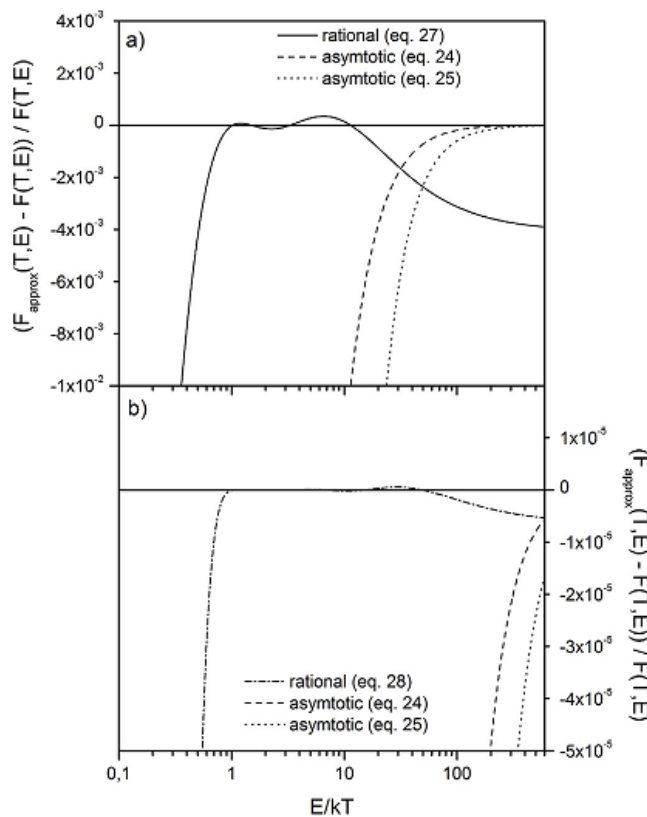 a)
rational (eq. 27)
asymtotic (eq. 24)
asymtotic (eq. 25)
4x10⁻³
2x10⁻³
0
-2x10⁻³
-4x10⁻³
-6x10⁻³
-8x10⁻³
-1x10⁻²
(F approx (T,E) - F(T,E)) / F(T,E)
b)
1x10⁻⁵
0
-1x10⁻⁵
-2x10⁻⁵
-3x10⁻⁵
-4x10⁻⁵
-5x10⁻⁵
(F approx (T,E) - F(T,E)) / F(T,E)
rational (eq. 28)
asymtotic (eq. 24)
asymtotic (eq. 25)
0,1 1 10 100
E/kT